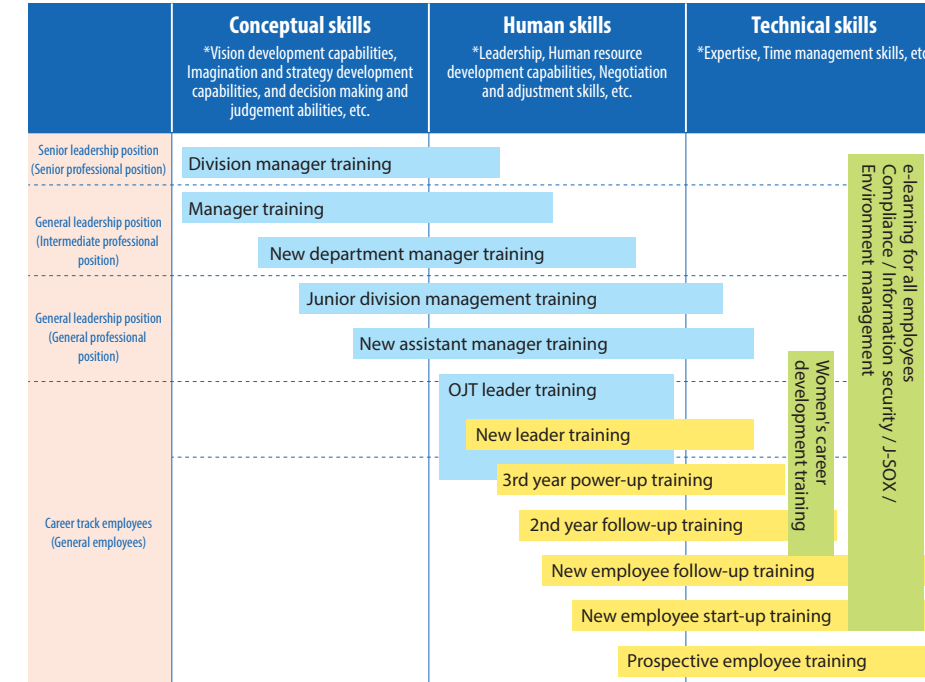 Conceptual skills
*Vision development capabilities,
Imagination and strategy development
capabilities, and decision making and
judgement abilities, etc.
Human skills
*Leadership, Human resource
development capabilities, Negotiation
and adjustment skills, etc.
Technical skills
*Expertise, Time management skills, etc
Senior leadership position
(Senior professional position)
Division manager training
General leadership position
(Intermediate professional
position)
Manager training
New department manager training
General leadership position
(General professional
position)
Junior division management training
New assistant manager training
OJT leader training
New leader training
Career track employees
(General employees)
3rd year power-up training
2nd year follow-up training
New employee follow-up training
New employee start-up training
Prospective employee training
Women's career
development training
e-learning for all employees
Compliance / Information security / J-SOX /
Environment management